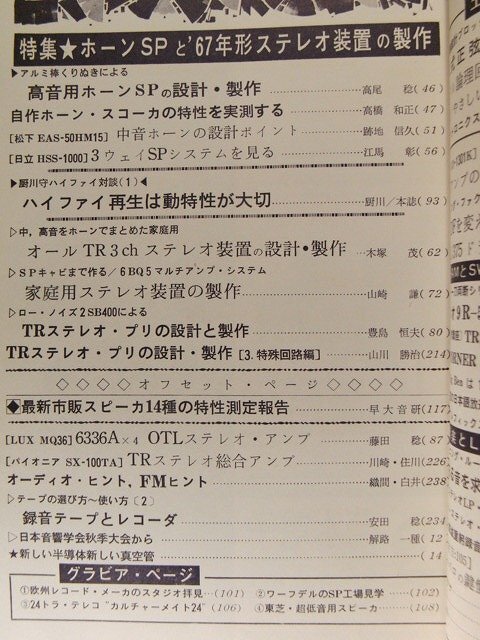 特集★ホーンSPと'67年形ステレオ装置の製作
▷アルミ棒くりぬきによる
高音用ホーンSPの設計・製作 高尾 稔(46)
自作ホーン・スコーカの特性を実測する 高橋 和正(47)
[松下 EAS-50HM15] 中音ホーンの設計ポイント 跡地 信久(51)
[日立 HSS-1000] 3ウェイSPシステムを見る 江馬 彰(56)
▶厨川守ハイファイ対談(1)◀
ハイファイ再生は動特性が大切 厨川/本誌(93)
▷中,高音をホーンでまとめた家庭用
オールTR3chステレオ装置の設計・製作 木塚 茂(62)
▷SPキャビまで作る/6BQ5マルチアンプ・システム
家庭用ステレオ装置の製作 山崎 謙(72)
▷ロー・ノイズ2SB400による
TRステレオ・プリの設計と製作 豊島 恒夫(80)
TRステレオ・プリの設計・製作[3.特殊回路編] 山川 勝治(214)
◇◇◇◇オフセット・ページ◇◇◇◇
◆最新市販スピーカ14種の特性測定報告 早大音研(117)
[LUX MQ36] 6336A×4 OTLステレオ・アンプ 藤田 稔(87)
[パイオニア SX-100TA] TRステレオ総合アンプ 川崎・住川(226)
オーディオ・ヒント,FMヒント 織間・白井(238)
▷テープの選び方〜使い方〔2〕
録音テープとレコーダ 安田 稔(234)
▷日本音響学会秋季大会から 解路 一種(12)
★新しい半導体新しい真空管 (14)
グラビア・ページ
①欧州レコード・メーカのスタジオ拝見…(101)
②ワーフデルのSP工場見学 …(102)
③24トラ・テレコ“カルチャーメイト24” (106)
④東芝・超低音用スピーカ……(108)